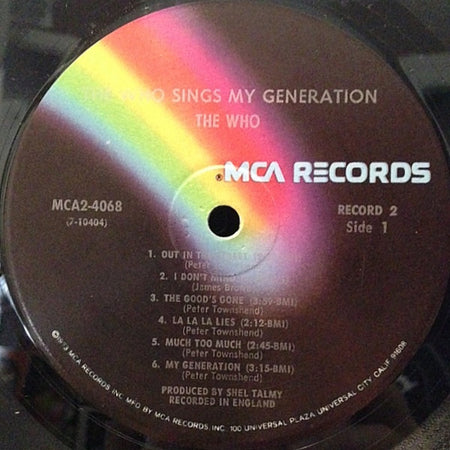 WHO SINGS MY GENERATION
THE WHO
® MCA RECORDS
MCA2-4068
(7-10404)
RECORD 2
Side 1
1. OUT IN
(Peter
2. I DON'T MIND
(James Brown
3. THE GOOD'S GONE (3:59-BMI)
(Peter Townshend)
4. LA LA LA LIES (2:12-BMI)
(Peter Townshend)
5. MUCH TOO MUCH (2:45-BMI)
(Peter Townshend)
6. MY GENERATION (3:15-BMI)
(Peter Townshend)
PRODUCED BY SHEL TALMY
RECORDED IN ENGLAND
MCA RECORDS, INC. MFG BY MCA RECORDS, INC. 100 UNIVERSAL PLAZA, UNIVERSAL CITY, CALIF. 91608